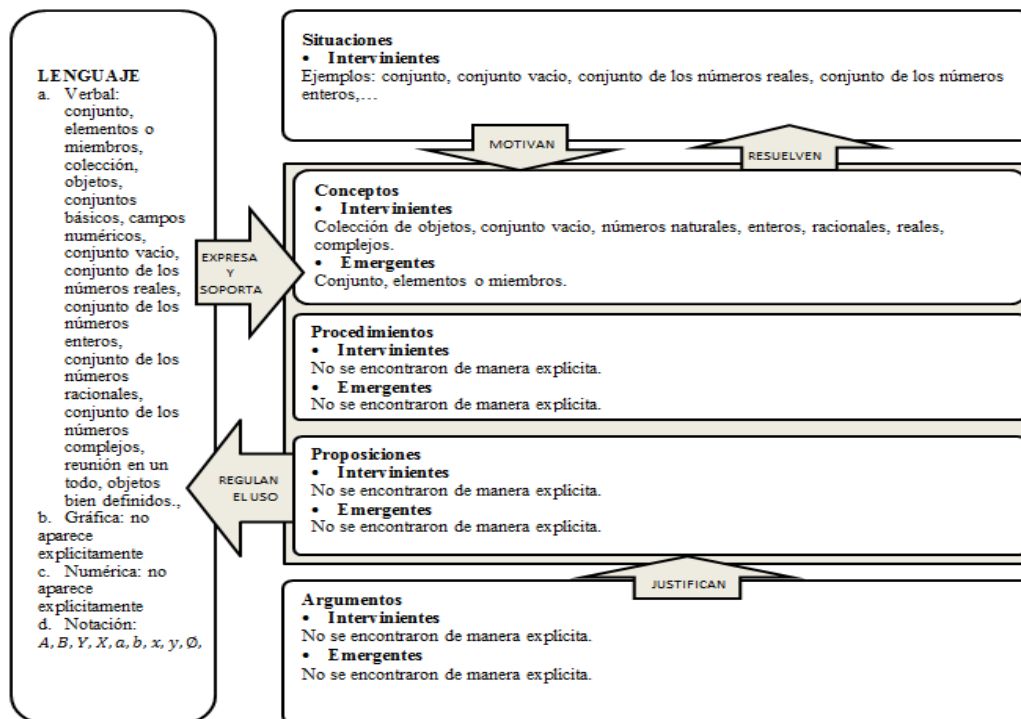 LENGUAJE
a. Verbal:
conjunto,
elementos o
miembros,
colección,
objetos,
conjuntos
básicos, campos
numéricos,
conjunto vacío,
conjunto de los
números reales,
conjunto de los
números
enteros,
conjunto de los
números
racionales,
conjunto de los
números
complejos,
reunión en un
todo, objetos
bien definidos.,
b. Gráfica: no
aparece
explícitamente
c. Numérica: no
aparece
explícitamente
d. Notación:
A, B, Y, X, a, b, x, y, Ø,
EXPRESA
Y
SOPORTA
REGULAN
EL USO
Situaciones
• Intervinientes
Ejemplos: conjunto, conjunto vacío, conjunto de los números reales, conjunto de los números
enteros,…
MOTIVAN
RESUELVEN
Conceptos
• Intervinientes
Colección de objetos, conjunto vacío, números naturales, enteros, racionales, reales,
complejos.
• Emergentes
Conjunto, elementos o miembros.
Procedimientos
• Intervinientes
No se encontraron de manera explícita.
• Emergentes
No se encontraron de manera explícita.
Proposiciones
• Intervinientes
No se encontraron de manera explícita.
• Emergentes
No se encontraron de manera explícita.
JUSTIFICAN
Argumentos
• Intervinientes
No se encontraron de manera explícita.
• Emergentes
No se encontraron de manera explícita.